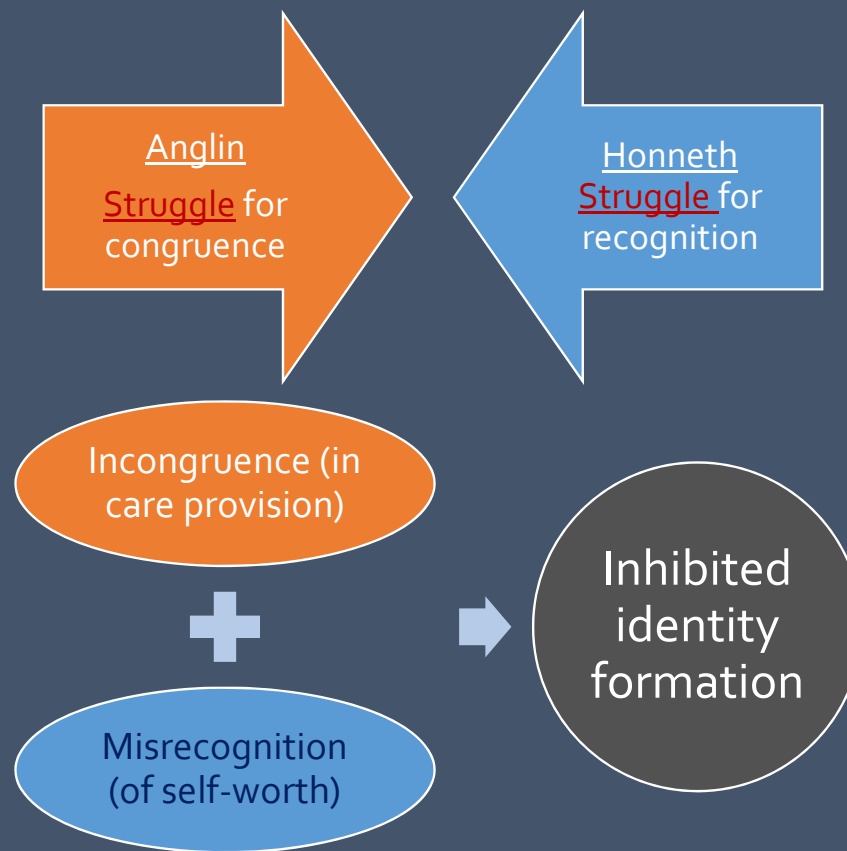 Anglin
Struggle for
congruence
Honneth
Struggle for
recognition
Incongruence (in
care provision)
Misrecognition
(of self-worth)
Inhibited
identity
formation